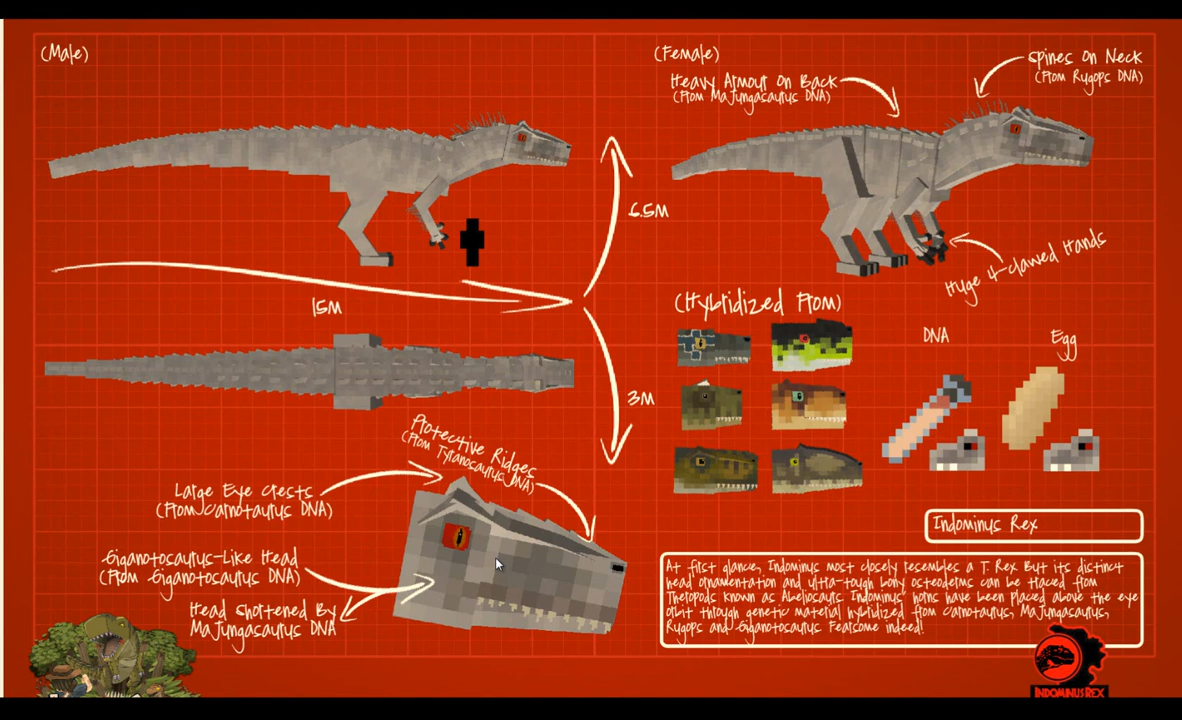 (Male)
(Female)
Heavy Armour On Back
(From Majungasaurus DNA)
Spines On Neck
(From Rugops DNA)
6.5M
Huge 4-clawed Hands
15M
(Hybridized From)
DNA
Egg
3M
Protective Ridges
(From Tyranosaurus DNA)
Large Eye Crests
(From Carnotaurus DNA)
Giganotosaurus-Like Head
(From Giganotosaurus DNA)
Head Shortened By
Majungasaurus DNA
Indominus Rex
At first glance, Indominus most closely resembles a T. Rex But its distinct
head ornamentation and ultra-tough bony osteoderms can be traced from
Theropods known as Abeliosaurs. Indominus' horns have been placed above the eye
orbit through genetic material hybridized from Carnotaurus, Majungasaurus,
Rugops and Giganotosaurus. Fearsome indeed!
INDOMINUS REX